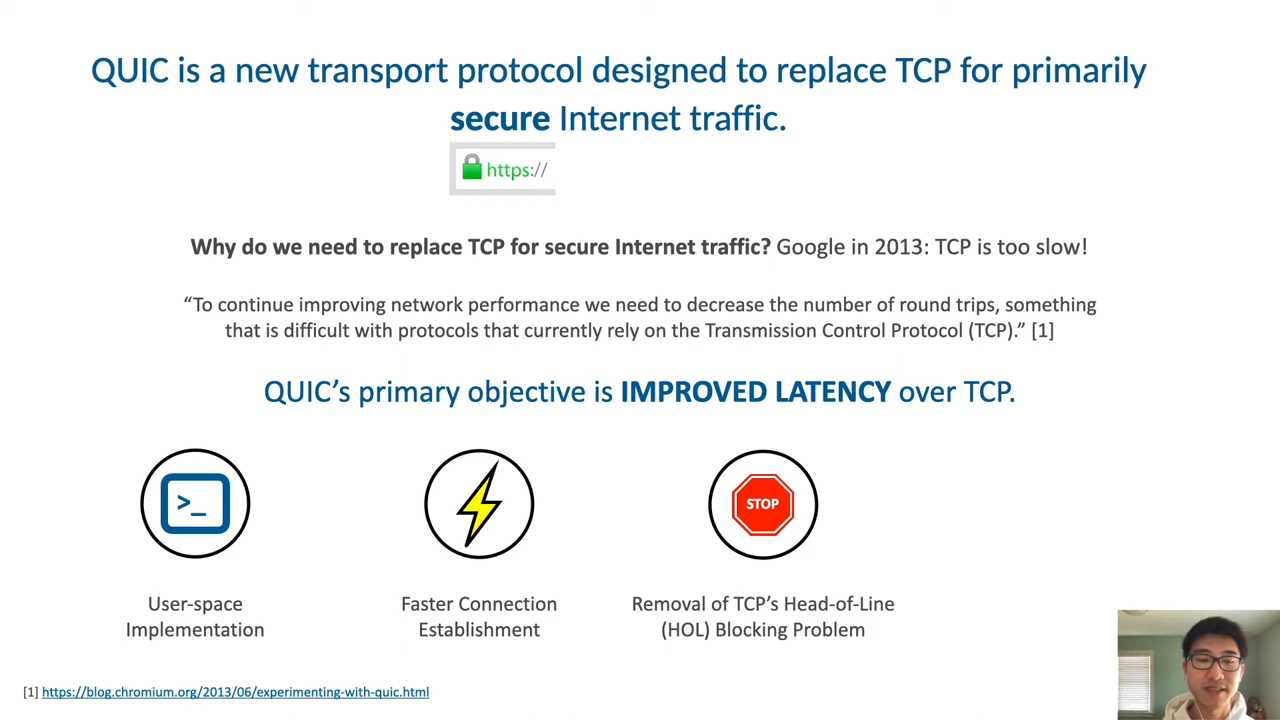 QUIC is a new transport protocol designed to replace TCP for primarily
secure Internet traffic.
https://
Why do we need to replace TCP for secure Internet traffic? Google in 2013: TCP is too slow!
“To continue improving network performance we need to decrease the number of round trips, something
that is difficult with protocols that currently rely on the Transmission Control Protocol (TCP).” [1]
QUIC’s primary objective is IMPROVED LATENCY over TCP.
>_
STOP
User-space
Implementation
Faster Connection
Establishment
Removal of TCP’s Head-of-Line
(HOL) Blocking Problem
[1] https://blog.chromium.org/2013/06/experimenting-with-quic.html